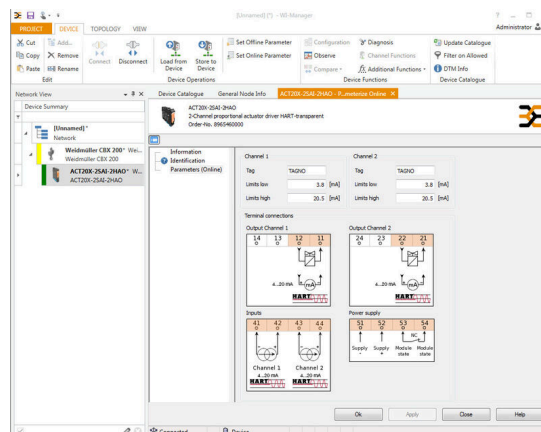 [Unnamed] (*) - WI-Manager
? _ □
PROJECT DEVICE TOPOLOGY VIEW
Administrator
Cut Add... Connect Disconnect Load from Device Store to Device Set Offline Parameter Configuration Diagnosis Update Catalogue
Copy Remove Set Online Parameter Observe Channel Functions Filter on Allowed
Paste Rename Compare Additional Functions DTM Info
Edit Device Operations Device Functions Device Catalogue
Network View
Device Catalogue General Node Info ACT20X-2SAI-2HAO - P...meterize Online
Device Summary
[Unnamed]*
Network
Weidmüller CBX 200* Wei...
Weidmüller CBX 200
ACT20X-2SAI-2HAO* W...
ACT20X-2SAI-2HAO
ACT20X-2SAI-2HAO
2-Channel proportional actuator driver HART-transparent
Order-No. 8965460000
Information
Identification
Parameters (Online)
Channel 1 Channel 2
Tag TAGNO Tag TAGNO
Limits low 3.8 [mA] Limits low 3.8 [mA]
Limits high 20.5 [mA] Limits high 20.5 [mA]
Terminal connections
Output Channel 1 Output Channel 2
14 13 12 11 24 23 22 21
4..20 mA mA 4..20 mA mA
HART HART
Inputs Power supply
41 42 43 44 51 52 53 54
NC
Supply - Supply + Module state Module state
Channel 1 Channel 2
4...20 mA 4...20 mA
HART HART
Ok Apply Close Help
Connected Device